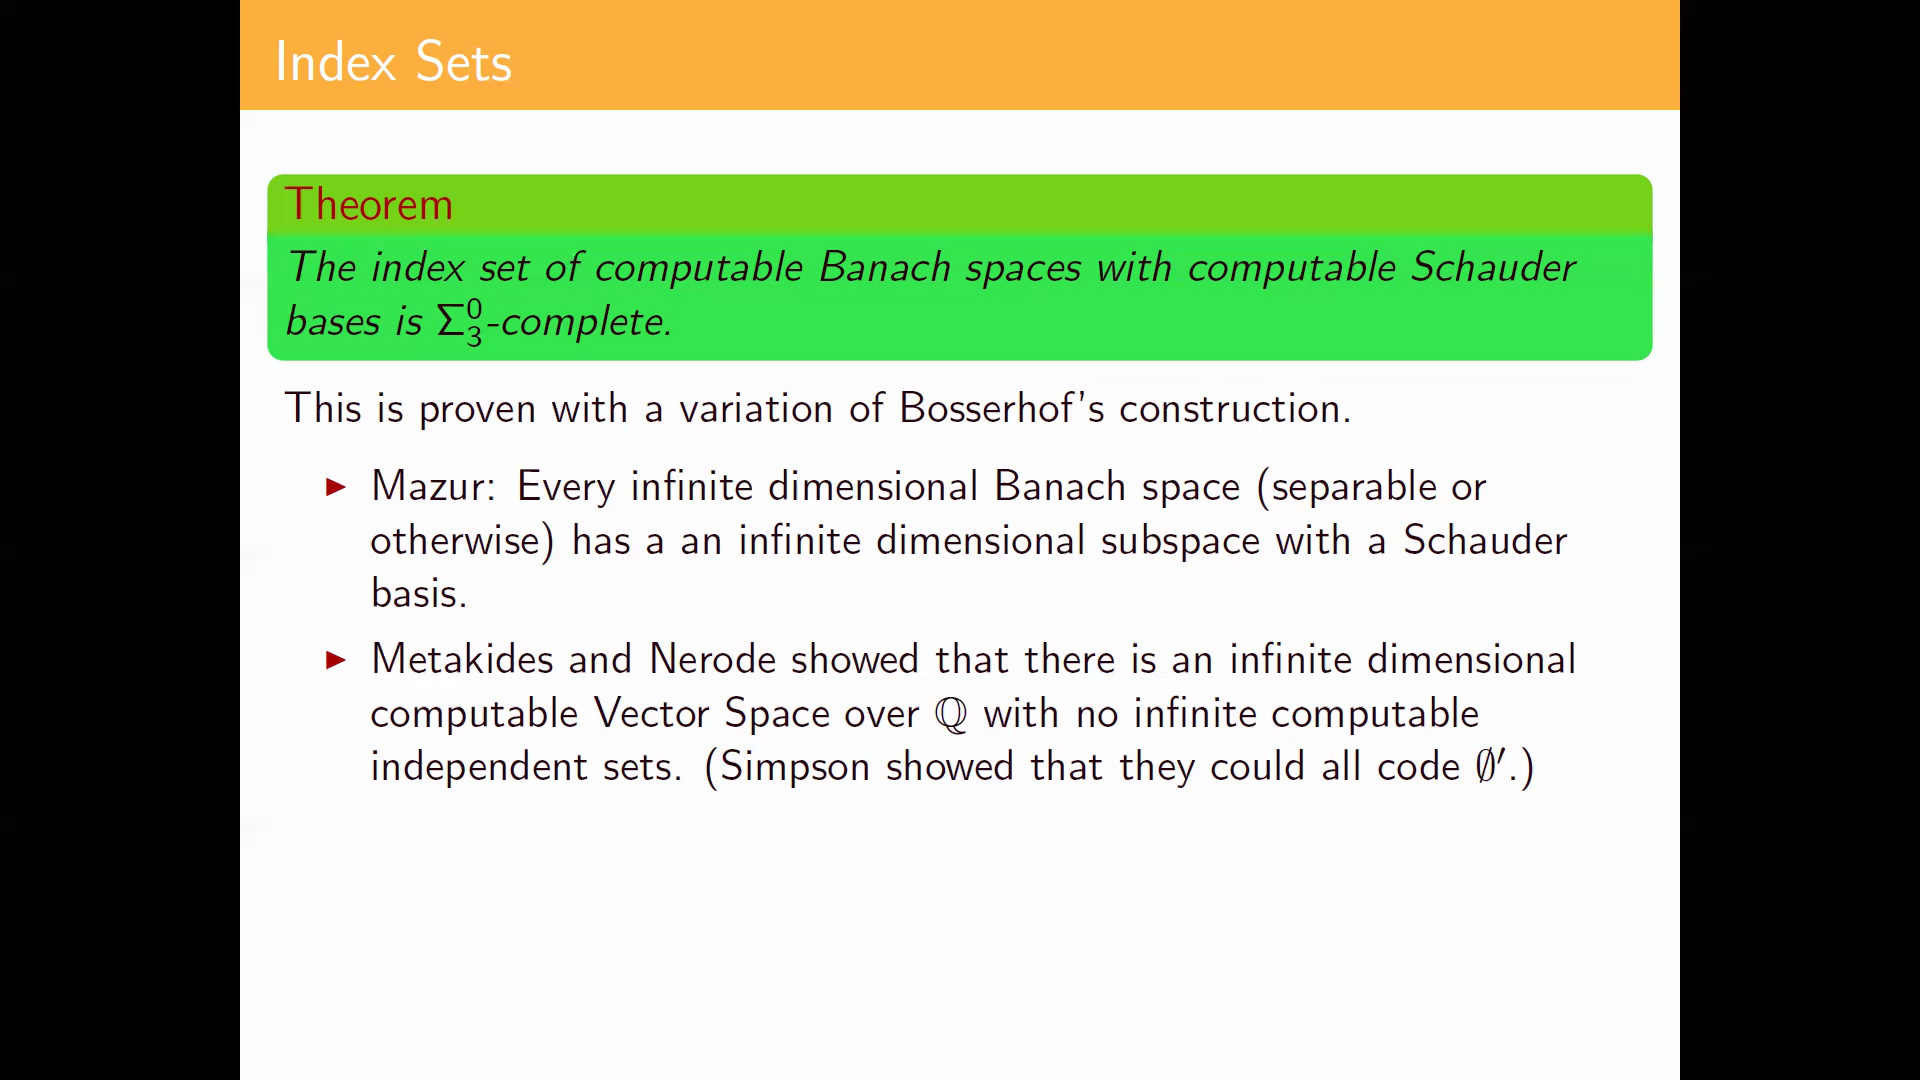 Index Sets
Theorem
The index set of computable Banach spaces with computable Schauder
bases is Σ⁰₃-complete.
This is proven with a variation of Bosserhof's construction.
▶ Mazur: Every infinite dimensional Banach space (separable or
otherwise) has a an infinite dimensional subspace with a Schauder
basis.
▶ Metakides and Nerode showed that there is an infinite dimensional
computable Vector Space over ℚ with no infinite computable
independent sets. (Simpson showed that they could all code ∅′.)